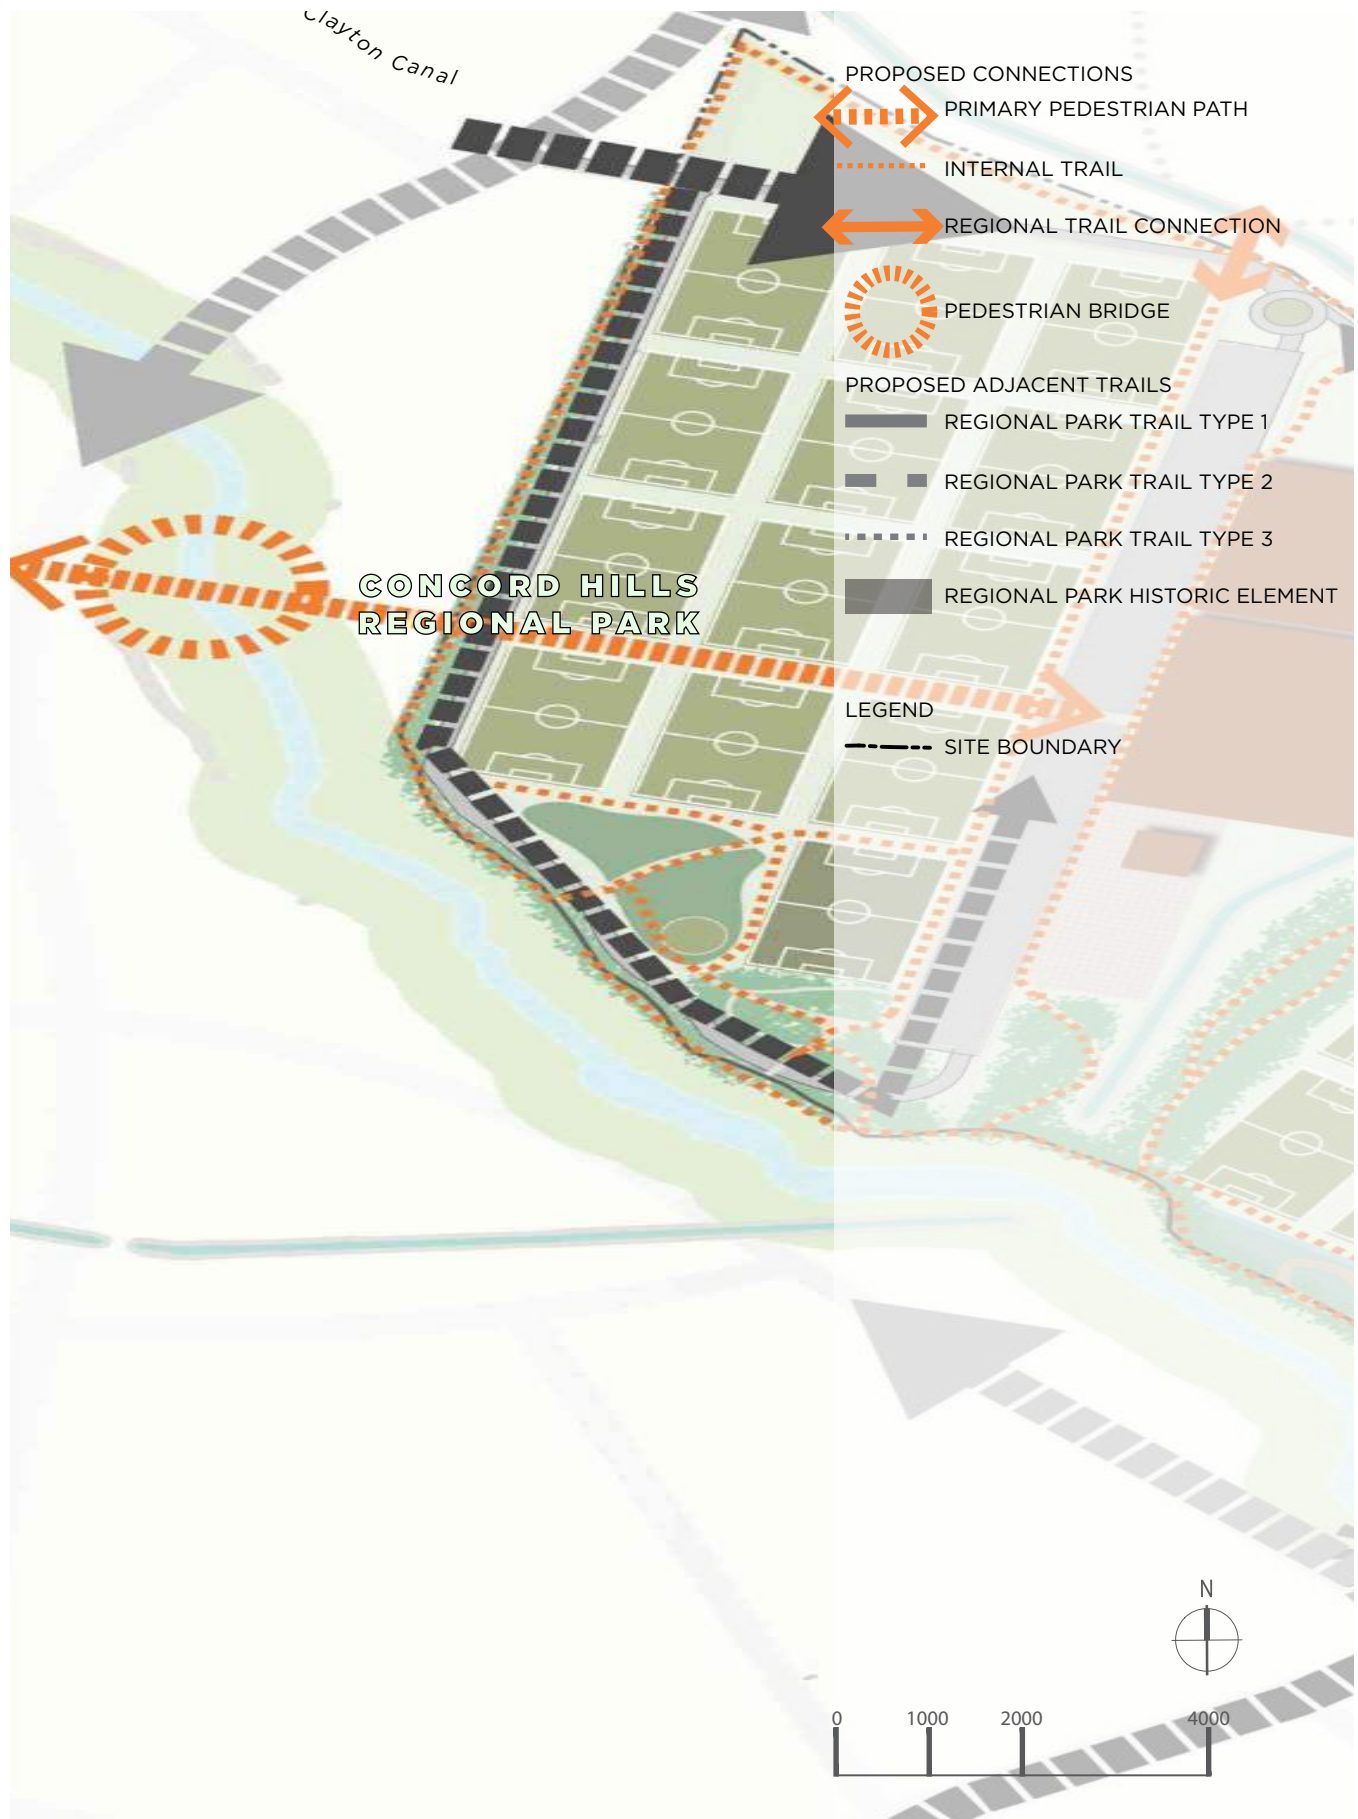 Clayton Canal
PROPOSED CONNECTIONS
PRIMARY PEDESTRIAN PATH
INTERNAL TRAIL
REGIONAL TRAIL CONNECTION
PEDESTRIAN BRIDGE
PROPOSED ADJACENT TRAILS
REGIONAL PARK TRAIL TYPE 1
REGIONAL PARK TRAIL TYPE 2
REGIONAL PARK TRAIL TYPE 3
REGIONAL PARK HISTORIC ELEMENT
CONCORD HILLS
REGIONAL PARK
LEGEND
SITE BOUNDARY
N
0 1000 2000 4000